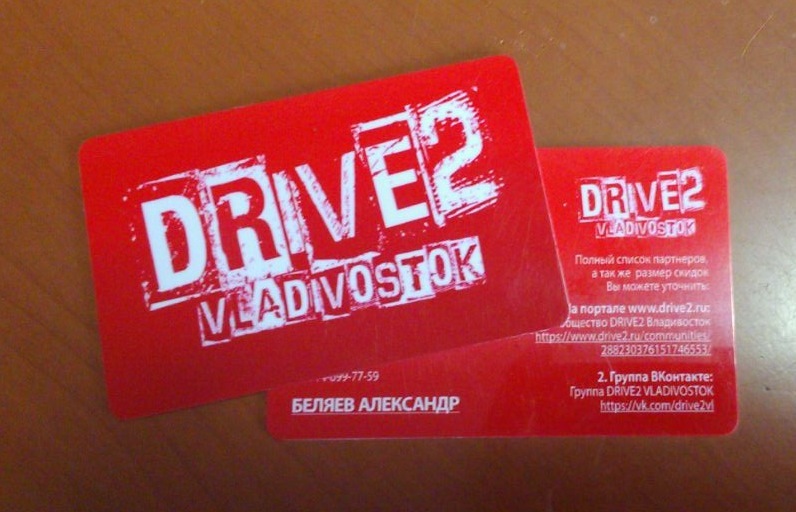 DRIVE2
VLADIVOSTOK
DRIVE2
VLADIVOSTOK
Полный список партнеров,
а так же размер скидок
Вы можете уточнить:
портале www.drive2.ru:
DRIVE2 Владивосток
https://www.drive2.ru/communities/
288230376151746553/
2. Группа ВКонтакте:
Группа DRIVE2 VLADIVOSTOK
https://vk.com/drive2vl
-099-77-59
БЕЛЯЕВ АЛЕКСАНДР